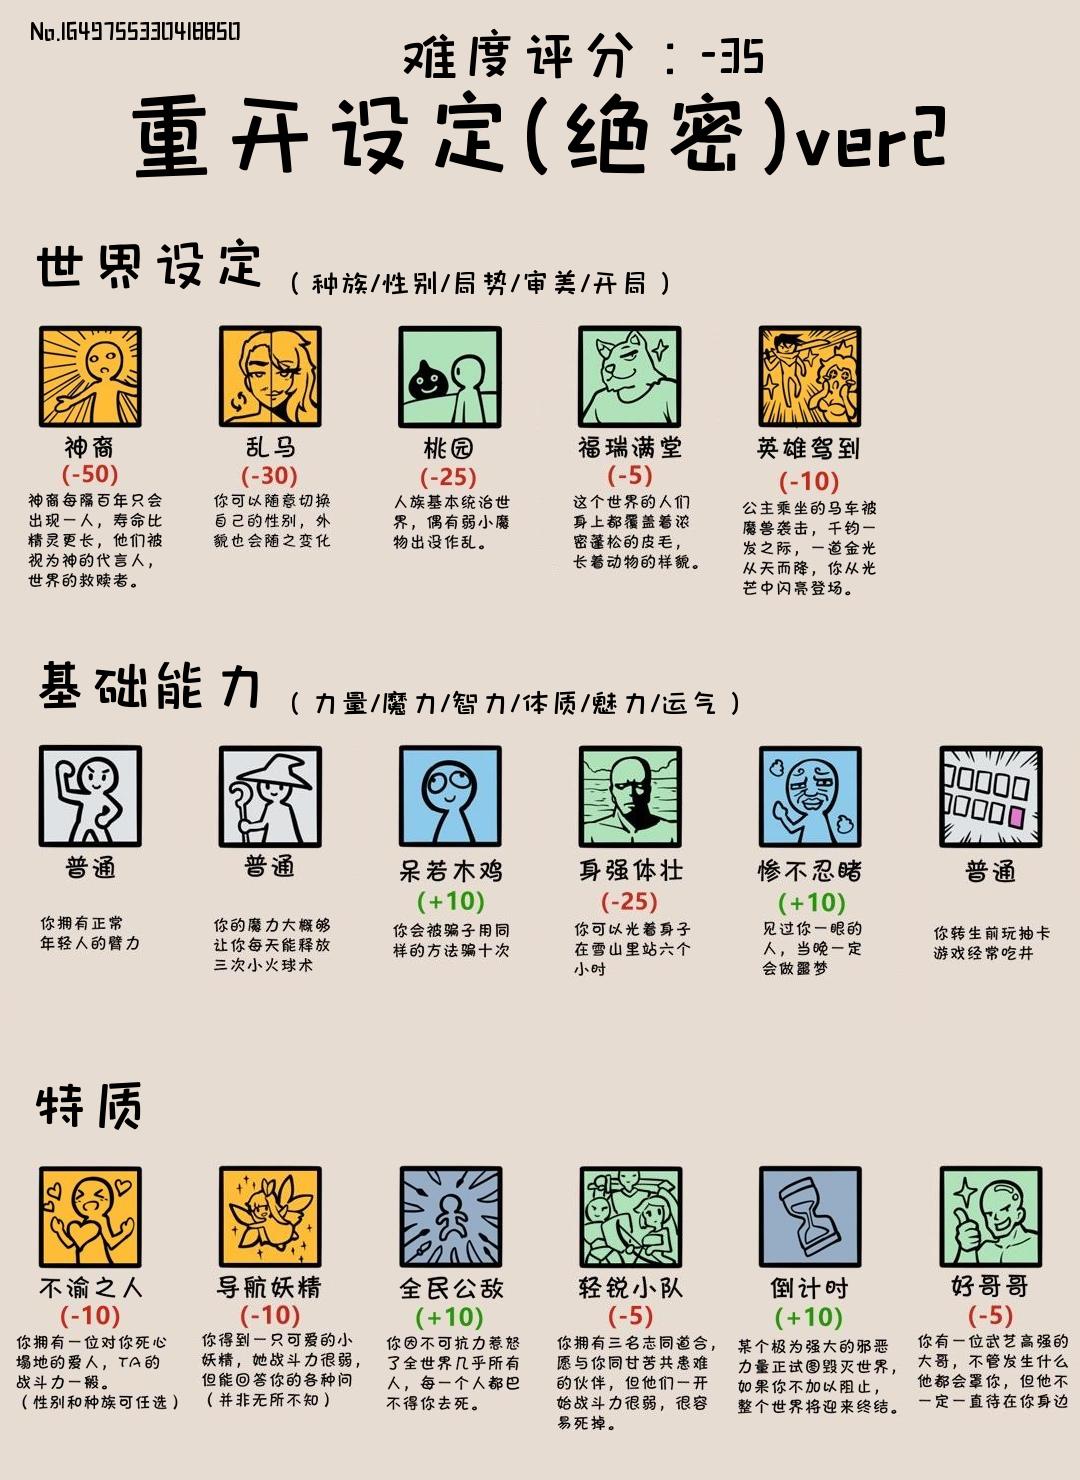 No.1649755330418850
难度评分：-35
重开设定(绝密)ver2
世界设定（种族/性别/局势/审美/开局）
神裔
(-50)
神裔每隔百年只会
出现一人，寿命比
精灵更长，他们被
视为神的代言人，
世界的救赎者。
乱马
(-30)
你可以随意切换
自己的性别，外
貌也会随之变化
桃园
(-25)
人族基本统治世
界，偶有弱小魔
物出没作乱。
福瑞满堂
(-5)
这个世界的人们
身上都覆盖着浓
密蓬松的皮毛，
长着动物的样貌。
英雄驾到
(-10)
公主乘坐的马车被
魔兽袭击，千钧一
发之际，一道金光
从天而降，你从光
芒中闪亮登场。
基础能力（力量/魔力/智力/体质/魅力/运气）
普通
你拥有正常
年轻人的臂力
普通
你的魔力大概够
让你每天能释放
三次小火球术
呆若木鸡
(+10)
你会被骗子用同
样的方法骗十次
身强体壮
(-25)
你可以光着身子
在雪山里站六个
小时
惨不忍睹
(+10)
见过你一眼的
人，当晚一定
会做噩梦
普通
你转生前玩抽卡
游戏经常吃井
特质
不渝之人
(-10)
你拥有一位对你死心
塌地的爱人，TA的
战斗力一般。
（性别和种族可任选）
导航妖精
(-10)
你得到一只可爱的小
妖精，她战斗力很弱，
但能回答你的各种问
（并非无所不知）
全民公敌
(+10)
你因不可抗力惹怒
了全世界几乎所有
人，每一个人都巴
不得你去死。
轻锐小队
(-5)
你拥有三名志同道合，
愿与你同甘苦共患难
的伙伴，但他们一开
始战斗力很弱，很容
易死掉。
倒计时
(+10)
某个极为强大的邪恶
力量正试图毁灭世界，
如果你不加以阻止，
整个世界将迎来终结。
好哥哥
(-5)
你有一位武艺高强的
大哥，不管发生什么
他都会罩你，但他不
一定一直待在你身边